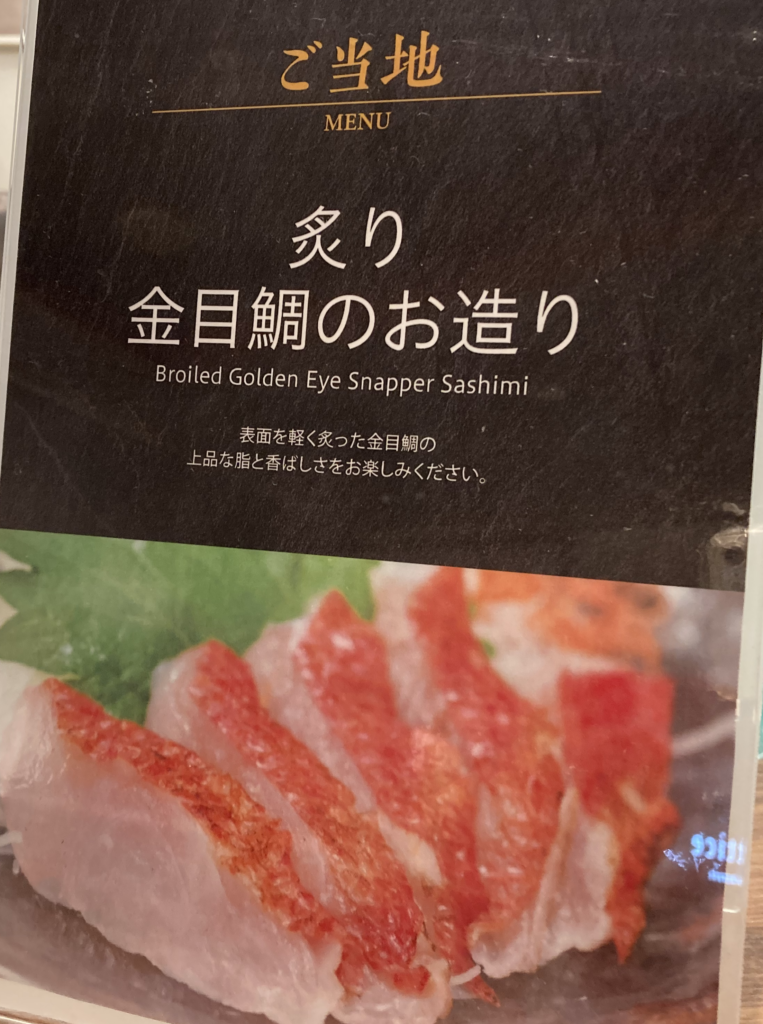 ご当地
MENU
炙り
金目鯛のお造り
Broiled Golden Eye Snapper Sashimi
表面を軽く炙った金目鯛の
上品な脂と香ばしさをお楽しみください。